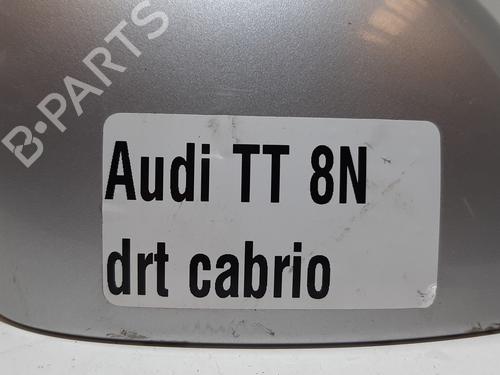 B-PARTS
Audi TT 8N
drt cabrio